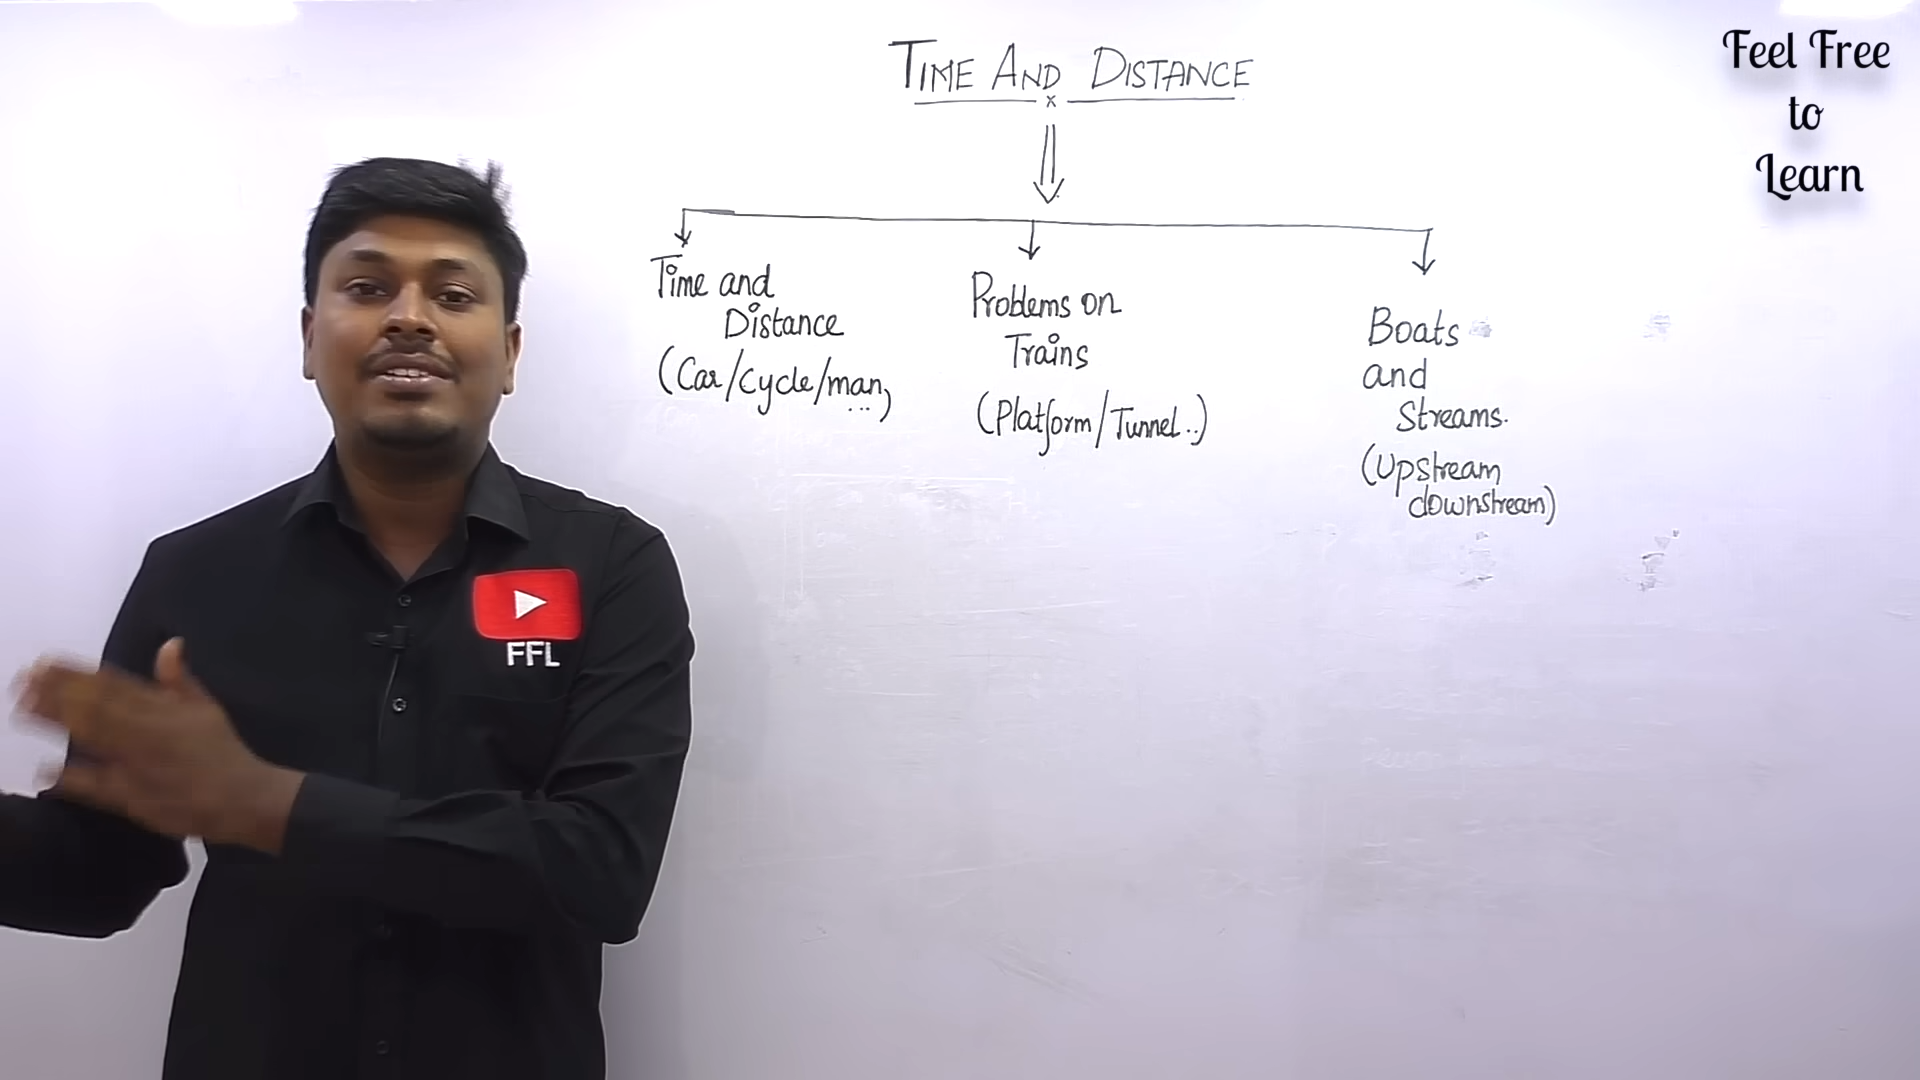 TIME AND DISTANCE
x
Time and
Distance
(Car/cycle/man,
...
Problems on
Trains
(Platform/Tunnel..)
Boats
and
Streams.
(Upstream
downstream)
Feel Free
to
Learn
FFL